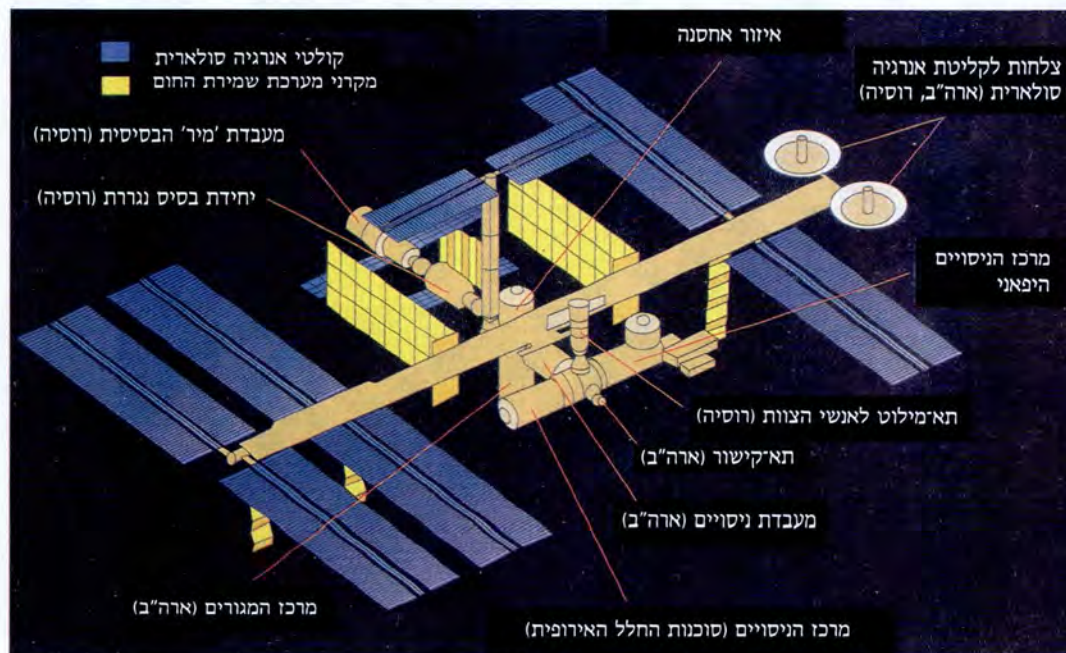 איזור אחסנה
קולטי אנרגיה סולארית
מקרני מערכת שמירת החום
צלחות לקליטת אנרגיה
סולארית (ארה"ב, רוסיה)
מעבדת 'מיר' הבסיסית (רוסיה)
יחידת בסיס נגררת (רוסיה)
מרכז הניסויים
היפאני
תא-מילוט לאנשי הצוות (רוסיה)
תא-קישור (ארה"ב)
מעבדת ניסויים (ארה"ב)
מרכז המגורים (ארה"ב)
מרכז הניסויים (סוכנות החלל האירופית)